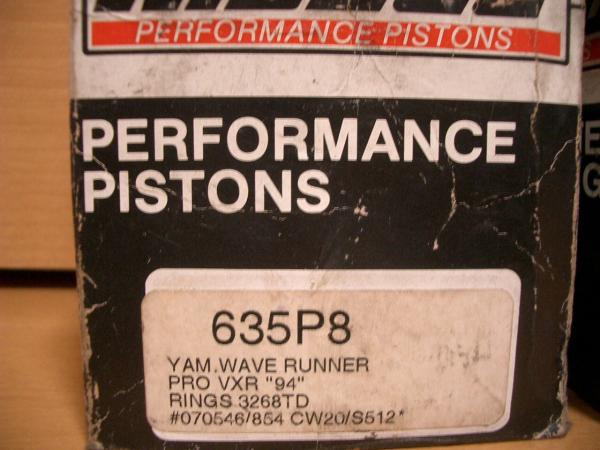 PERFORMANCE PISTONS
PERFORMANCE
PISTONS
635P8
YAM.WAVE RUNNER
PRO VXR "94"
RINGS 3268TD
#070546/854 CW20/S512*